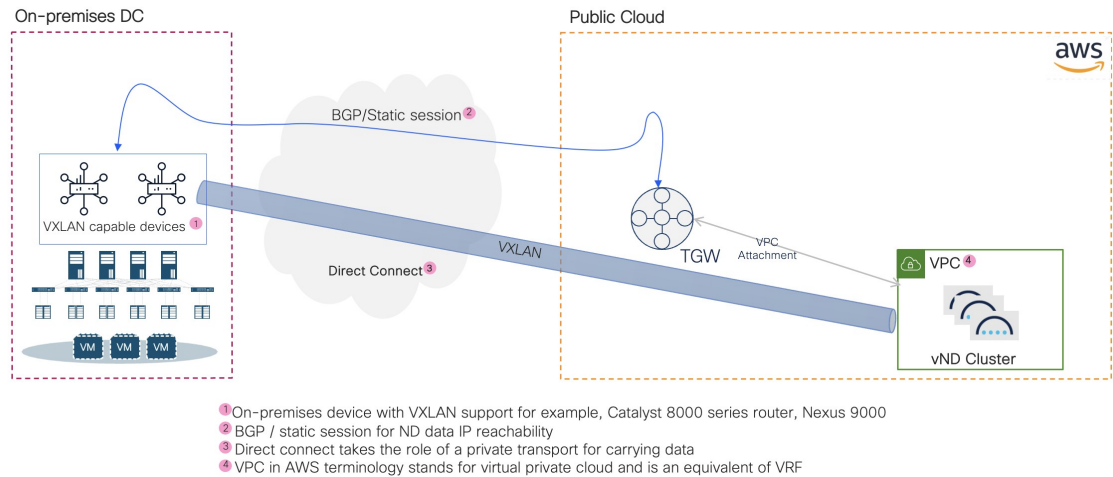 On-premises DC
Public Cloud
aws
BGP/Static session 2
VXLAN capable devices 1
VXLAN
Direct Connect 3
TGW
VPC
Attachment
VPC 4
vND Cluster
VM VM VM
1 On-premises device with VXLAN support for example, Catalyst 8000 series router, Nexus 9000
2 BGP / static session for ND data IP reachability
3 Direct connect takes the role of a private transport for carrying data
4 VPC in AWS terminology stands for virtual private cloud and is an equivalent of VRF